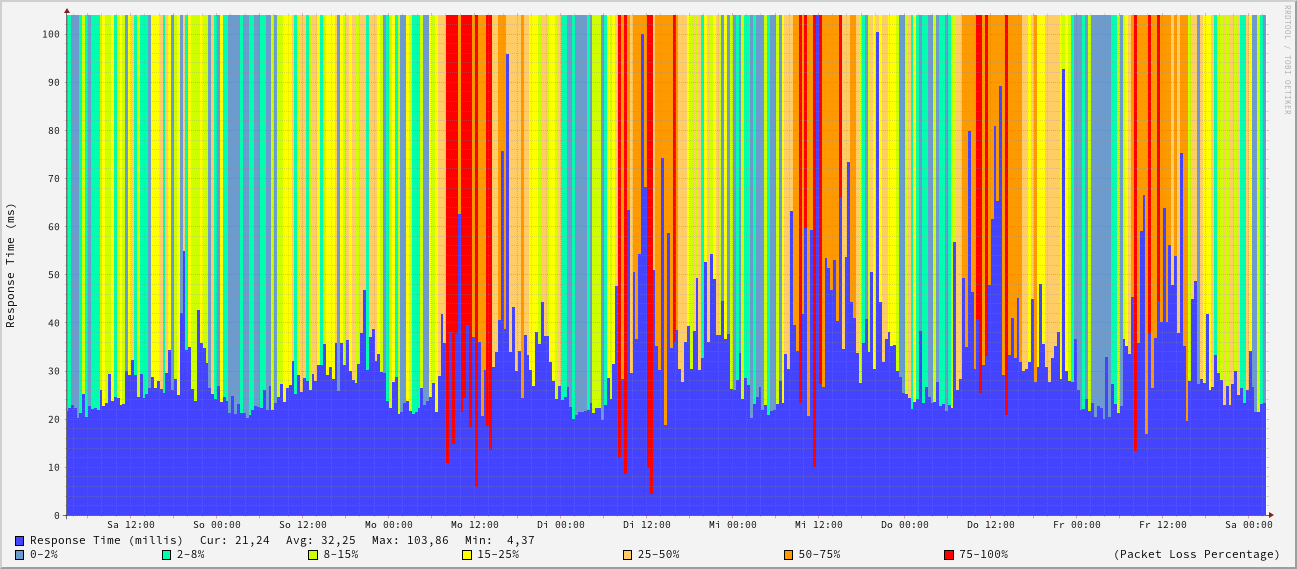 RRDTOOL / TOBI OETIKER
Response Time (ms)
100
90
80
70
60
50
40
30
20
10
0
Sa 12:00 So 00:00 So 12:00 Mo 00:00 Mo 12:00 Di 00:00 Di 12:00 Mi 00:00 Mi 12:00 Do 00:00 Do 12:00 Fr 00:00 Fr 12:00 Sa 00:00
Response Time (millis) Cur: 21,24 Avg: 32,25 Max: 103,86 Min: 4,37
0-2% 2-8% 8-15% 15-25% 25-50% 50-75% 75-100% (Packet Loss Percentage)